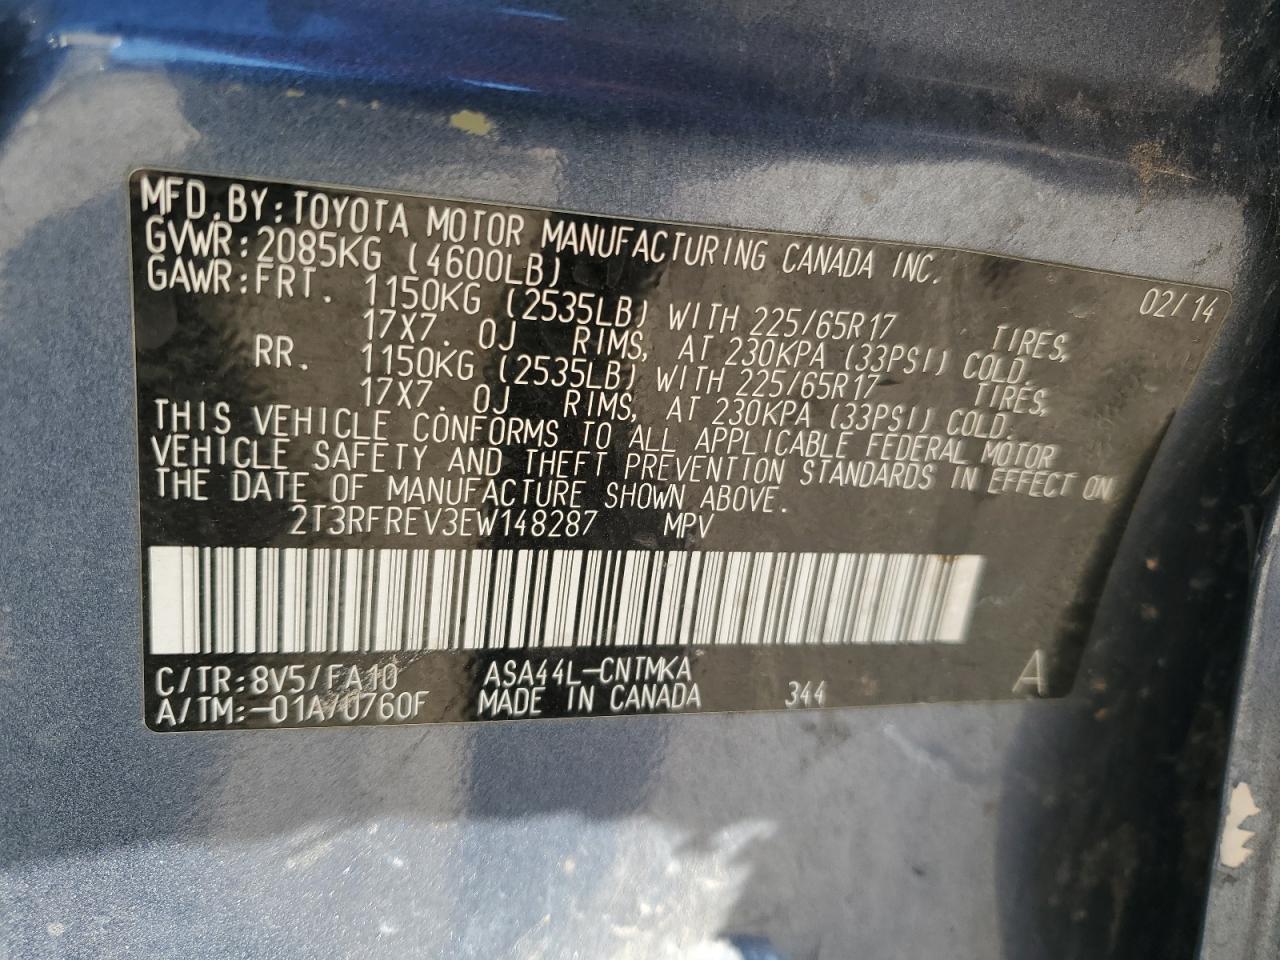 MFD.BY:TOYOTA MOTOR MANUFACTURING CANADA INC.
GVWR:2085KG (4600LB) 02/14
GAWR:FRT. 1150KG (2535LB) WITH 225/65R17 TIRES,
17X7. 0J RIMS, AT 230KPA (33PSI) COLD.
RR. 1150KG (2535LB) WITH 225/65R17 TIRES,
17X7. 0J RIMS, AT 230KPA (33PSI) COLD.
THIS VEHICLE CONFORMS TO ALL APPLICABLE FEDERAL MOTOR
VEHICLE SAFETY AND THEFT PREVENTION STANDARDS IN EFFECT ON
THE DATE OF MANUFACTURE SHOWN ABOVE.
2T3RFREV3EW148287 MPV
C/TR:8V5/FA10 ASA44L-CNTMKA
A/TM:-01A/0760F MADE IN CANADA 344 A